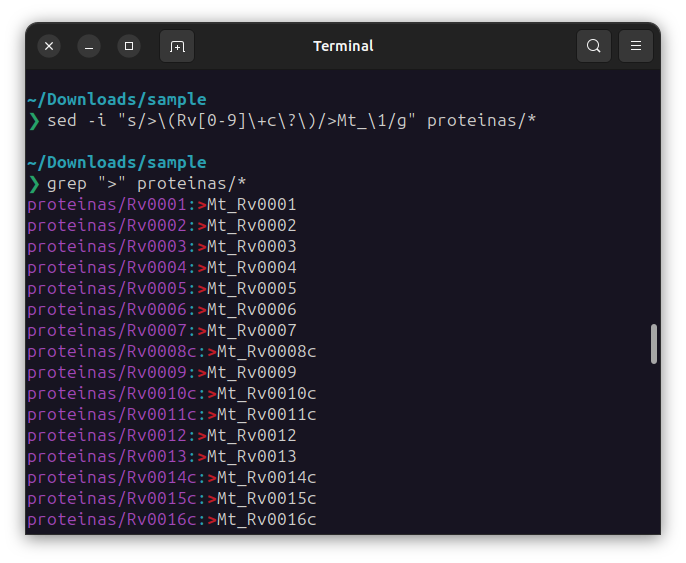 Terminal
~/Downloads/sample
❯ sed -i "s/>\(Rv[0-9]\+c\?\)/>Mt_\1/g" proteinas/*
~/Downloads/sample
❯ grep ">" proteinas/*
proteinas/Rv0001:>Mt_Rv0001
proteinas/Rv0002:>Mt_Rv0002
proteinas/Rv0003:>Mt_Rv0003
proteinas/Rv0004:>Mt_Rv0004
proteinas/Rv0005:>Mt_Rv0005
proteinas/Rv0006:>Mt_Rv0006
proteinas/Rv0007:>Mt_Rv0007
proteinas/Rv0008c:>Mt_Rv0008c
proteinas/Rv0009:>Mt_Rv0009
proteinas/Rv0010c:>Mt_Rv0010c
proteinas/Rv0011c:>Mt_Rv0011c
proteinas/Rv0012:>Mt_Rv0012
proteinas/Rv0013:>Mt_Rv0013
proteinas/Rv0014c:>Mt_Rv0014c
proteinas/Rv0015c:>Mt_Rv0015c
proteinas/Rv0016c:>Mt_Rv0016c